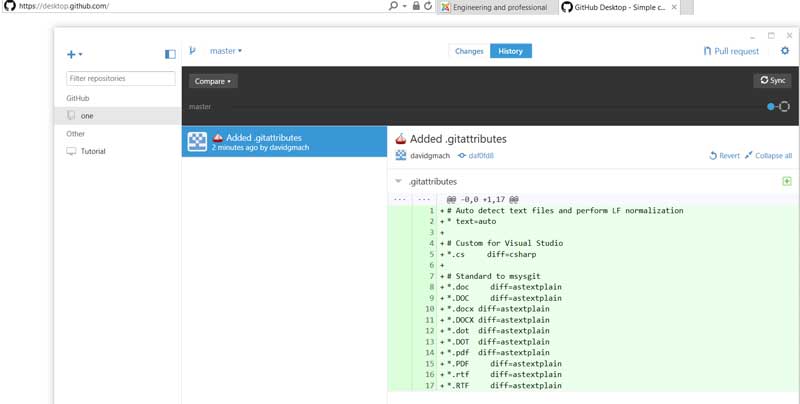 https://desktop.github.com/
Engineering and professional
GitHub Desktop - Simple c...
master
Changes
History
Pull request
Filter repositories
GitHub
one
Other
Tutorial
Compare
Sync
master
Added .gitattributes
2 minutes ago by davidgmach
Added .gitattributes
davidgmach daf0fd8 Revert Collapse all
.gitattributes
... ... @@ -0,0 +1,17 @@
1 + # Auto detect text files and perform LF normalization
2 + * text=auto
3 +
4 + # Custom for Visual Studio
5 + *.cs diff=csharp
6 +
7 + # Standard to msysgit
8 + *.doc diff=astextplain
9 + *.DOC diff=astextplain
10 + *.docx diff=astextplain
11 + *.DOCX diff=astextplain
12 + *.dot diff=astextplain
13 + *.DOT diff=astextplain
14 + *.pdf diff=astextplain
15 + *.PDF diff=astextplain
16 + *.rtf diff=astextplain
17 + *.RTF diff=astextplain